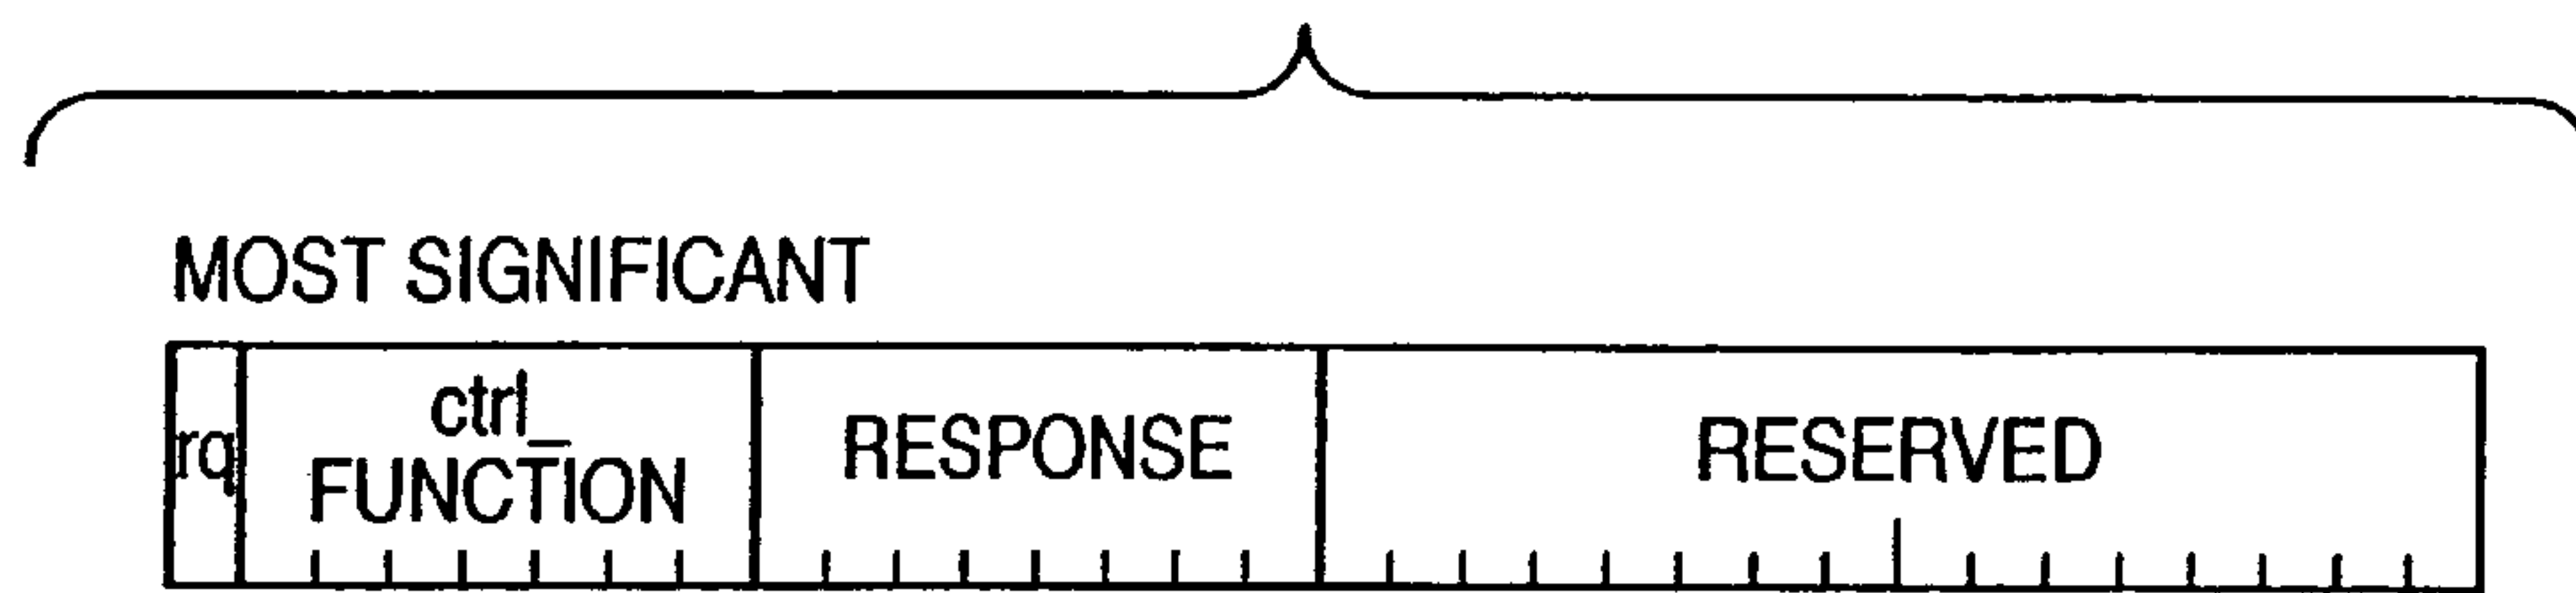 MOST SIGNIFICANT
rq
ctrl_
FUNCTION
RESPONSE
RESERVED